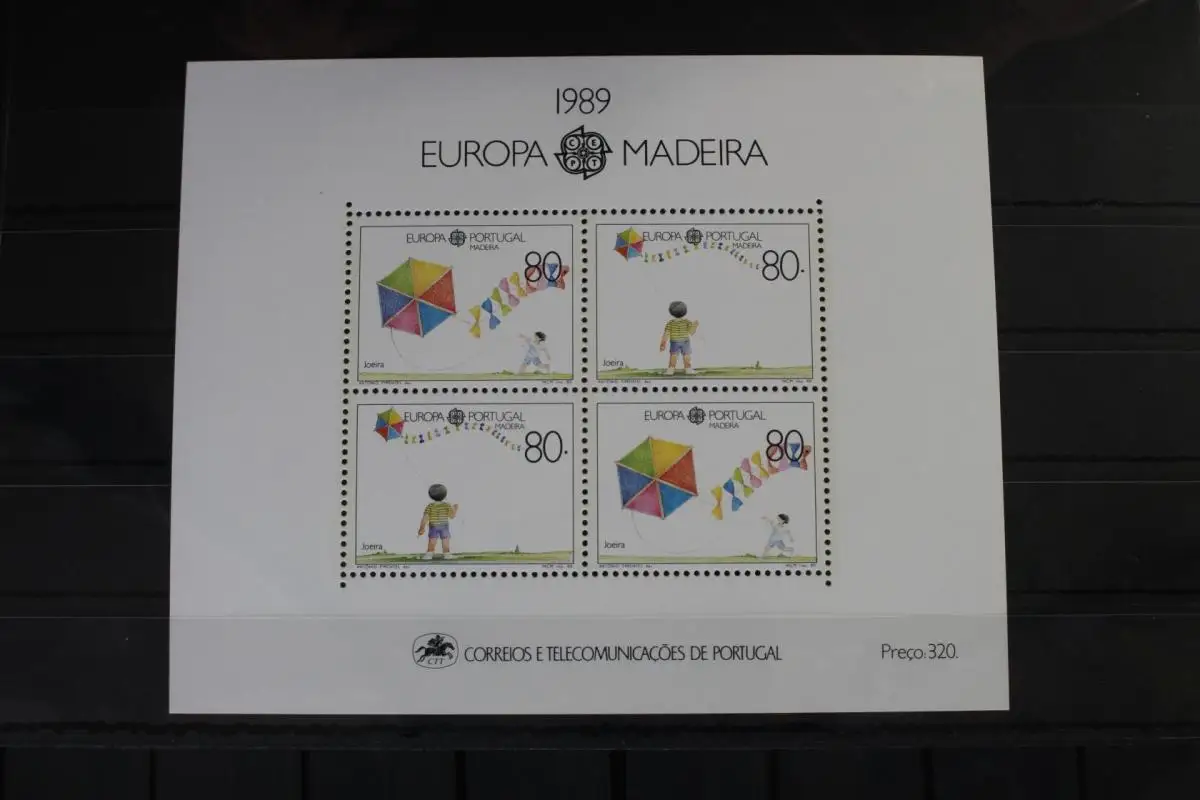 1989
EUROPA CEPT MADEIRA
EUROPA PORTUGAL
MADEIRA
80.
Joeira
EUROPA PORTUGAL
MADEIRA
80.
Joeira
EUROPA PORTUGAL
MADEIRA
80.
Joeira
EUROPA PORTUGAL
MADEIRA
80.
Joeira
CTT CORREIOS E TELECOMUNICAÇÕES DE PORTUGAL
Preço: 320.